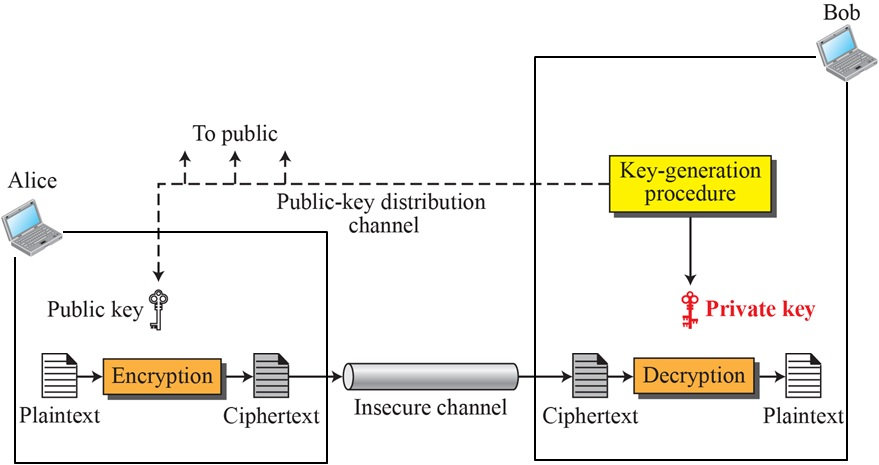 Bob
To public
Key-generation
procedure
Alice
Public-key distribution
channel
Public key
Private key
Encryption
Decryption
Plaintext
Ciphertext
Insecure channel
Ciphertext
Plaintext